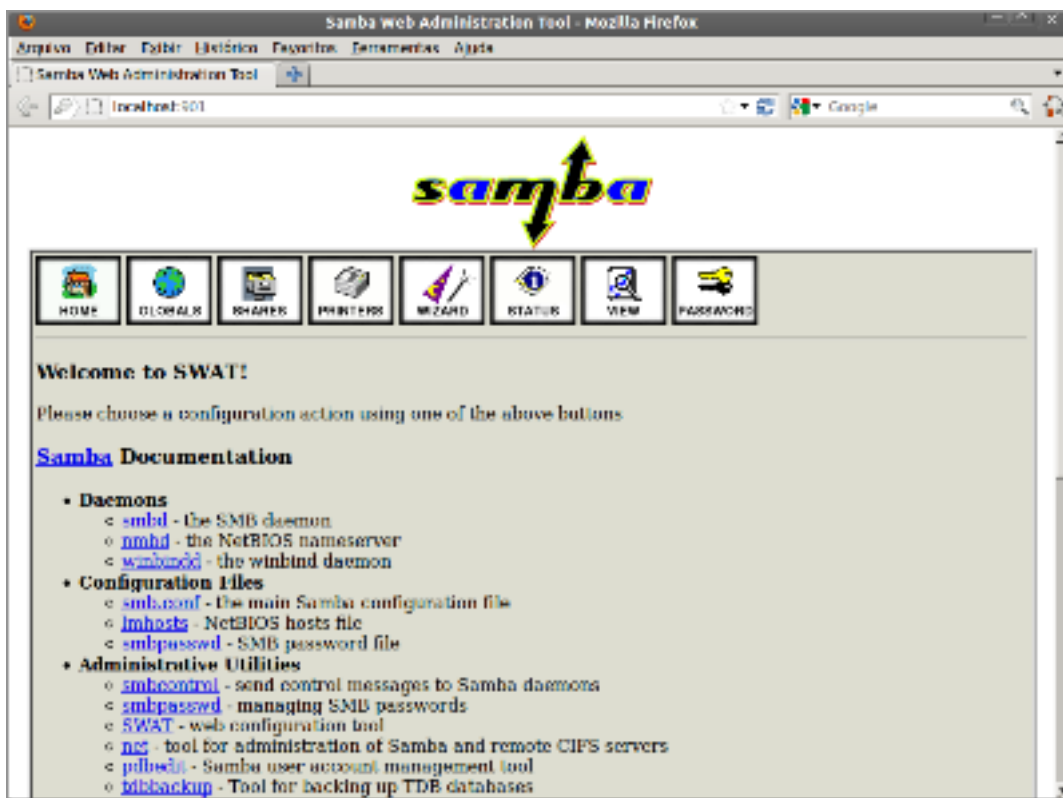 Samba Web Administration Tool - Mozilla Firefox
Arquivo Editar Exibir Histórico Favoritos Ferramentas Ajuda
Samba Web Administration Tool
localhost:901
Google
samba
HOME GLOBALS SHARES PRINTERS WIZARD STATUS VIEW PASSWORD
Welcome to SWAT!
Please choose a configuration action using one of the above buttons
Samba Documentation
• Daemons
◦ smbd - the SMB daemon
◦ nmbd - the NetBIOS nameserver
◦ winbindd - the winbind daemon
• Configuration Files
◦ smb.conf - the main Samba configuration file
◦ lmhosts - NetBIOS hosts file
◦ smbpasswd - SMB password file
• Administrative Utilities
◦ smbcontrol - send control messages to Samba daemons
◦ smbpasswd - managing SMB passwords
◦ SWAT - web configuration tool
◦ net - tool for administration of Samba and remote CIFS servers
◦ pdbedit - Samba user account management tool
◦ tdbbackup - Tool for backing up TDB databases